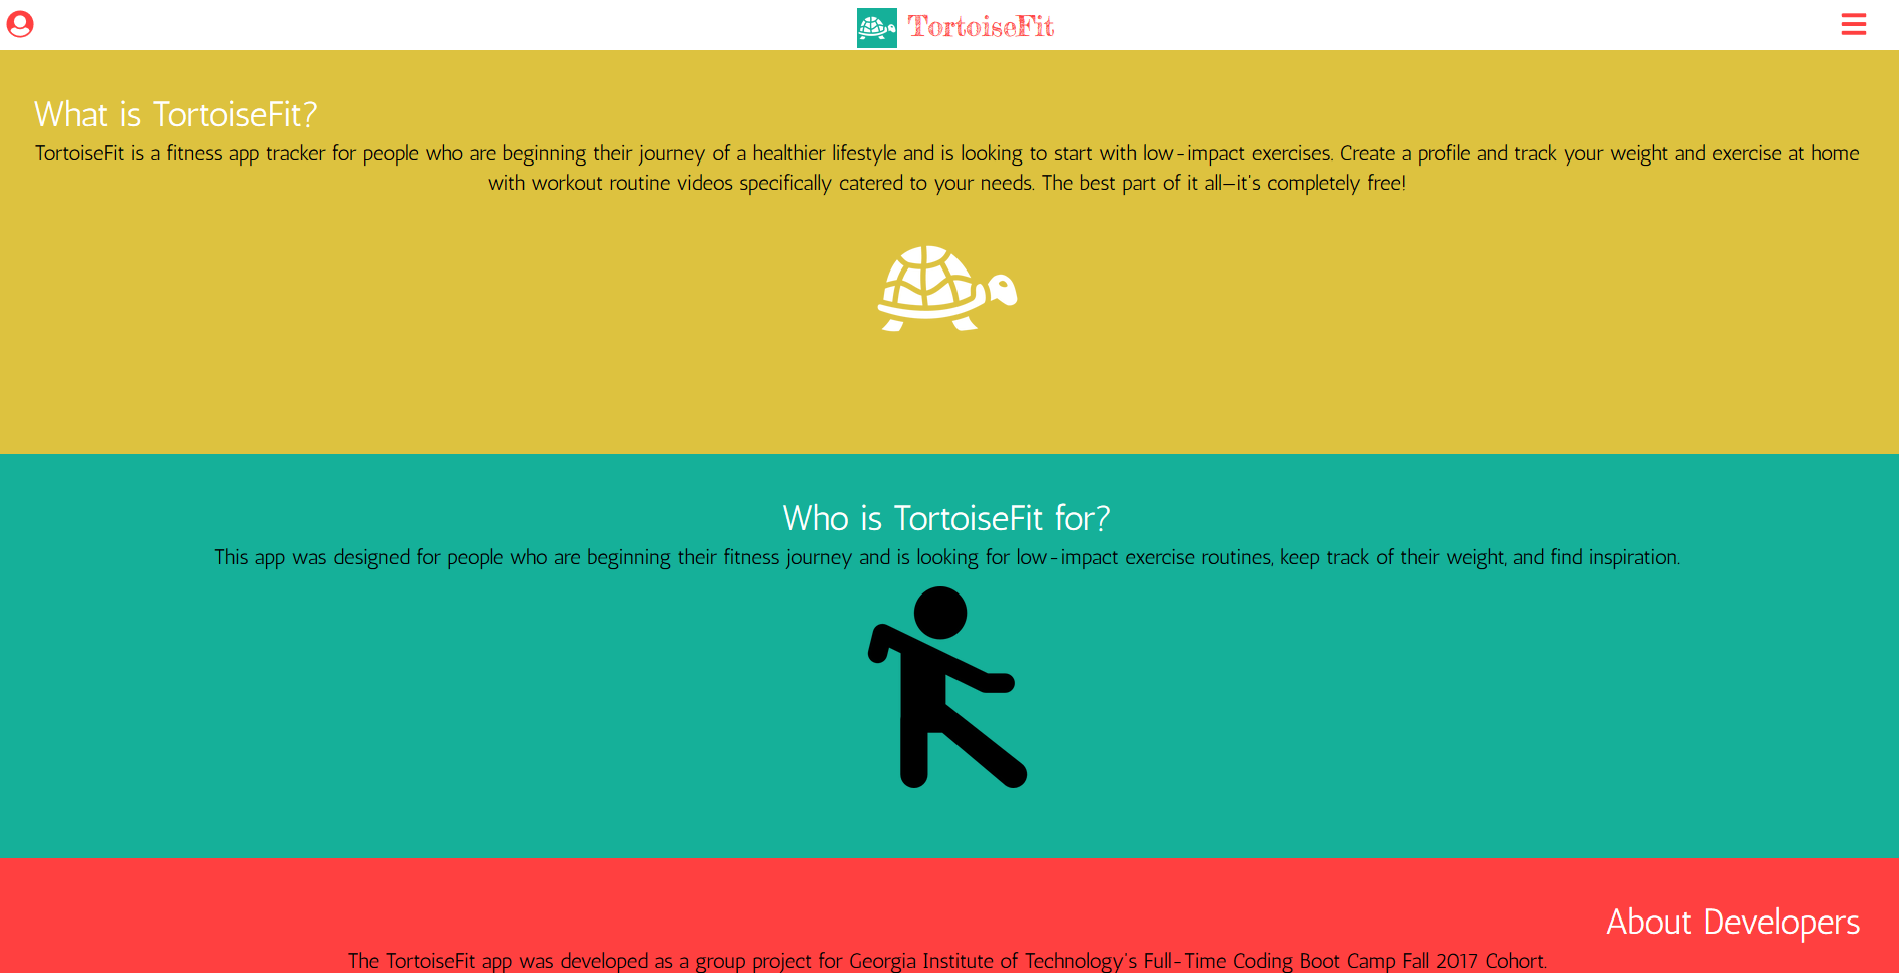 TortoiseFit
What is TortoiseFit?
TortoiseFit is a fitness app tracker for people who are beginning their journey of a healthier lifestyle and is looking to start with low-impact exercises. Create a profile and track your weight and exercise at home
with workout routine videos specifically catered to your needs. The best part of it all—it's completely free!
Who is TortoiseFit for?
This app was designed for people who are beginning their fitness journey and is looking for low-impact exercise routines, keep track of their weight, and find inspiration.
About Developers
The TortoiseFit app was developed as a group project for Georgia Institute of Technology's Full-Time Coding Boot Camp Fall 2017 Cohort.